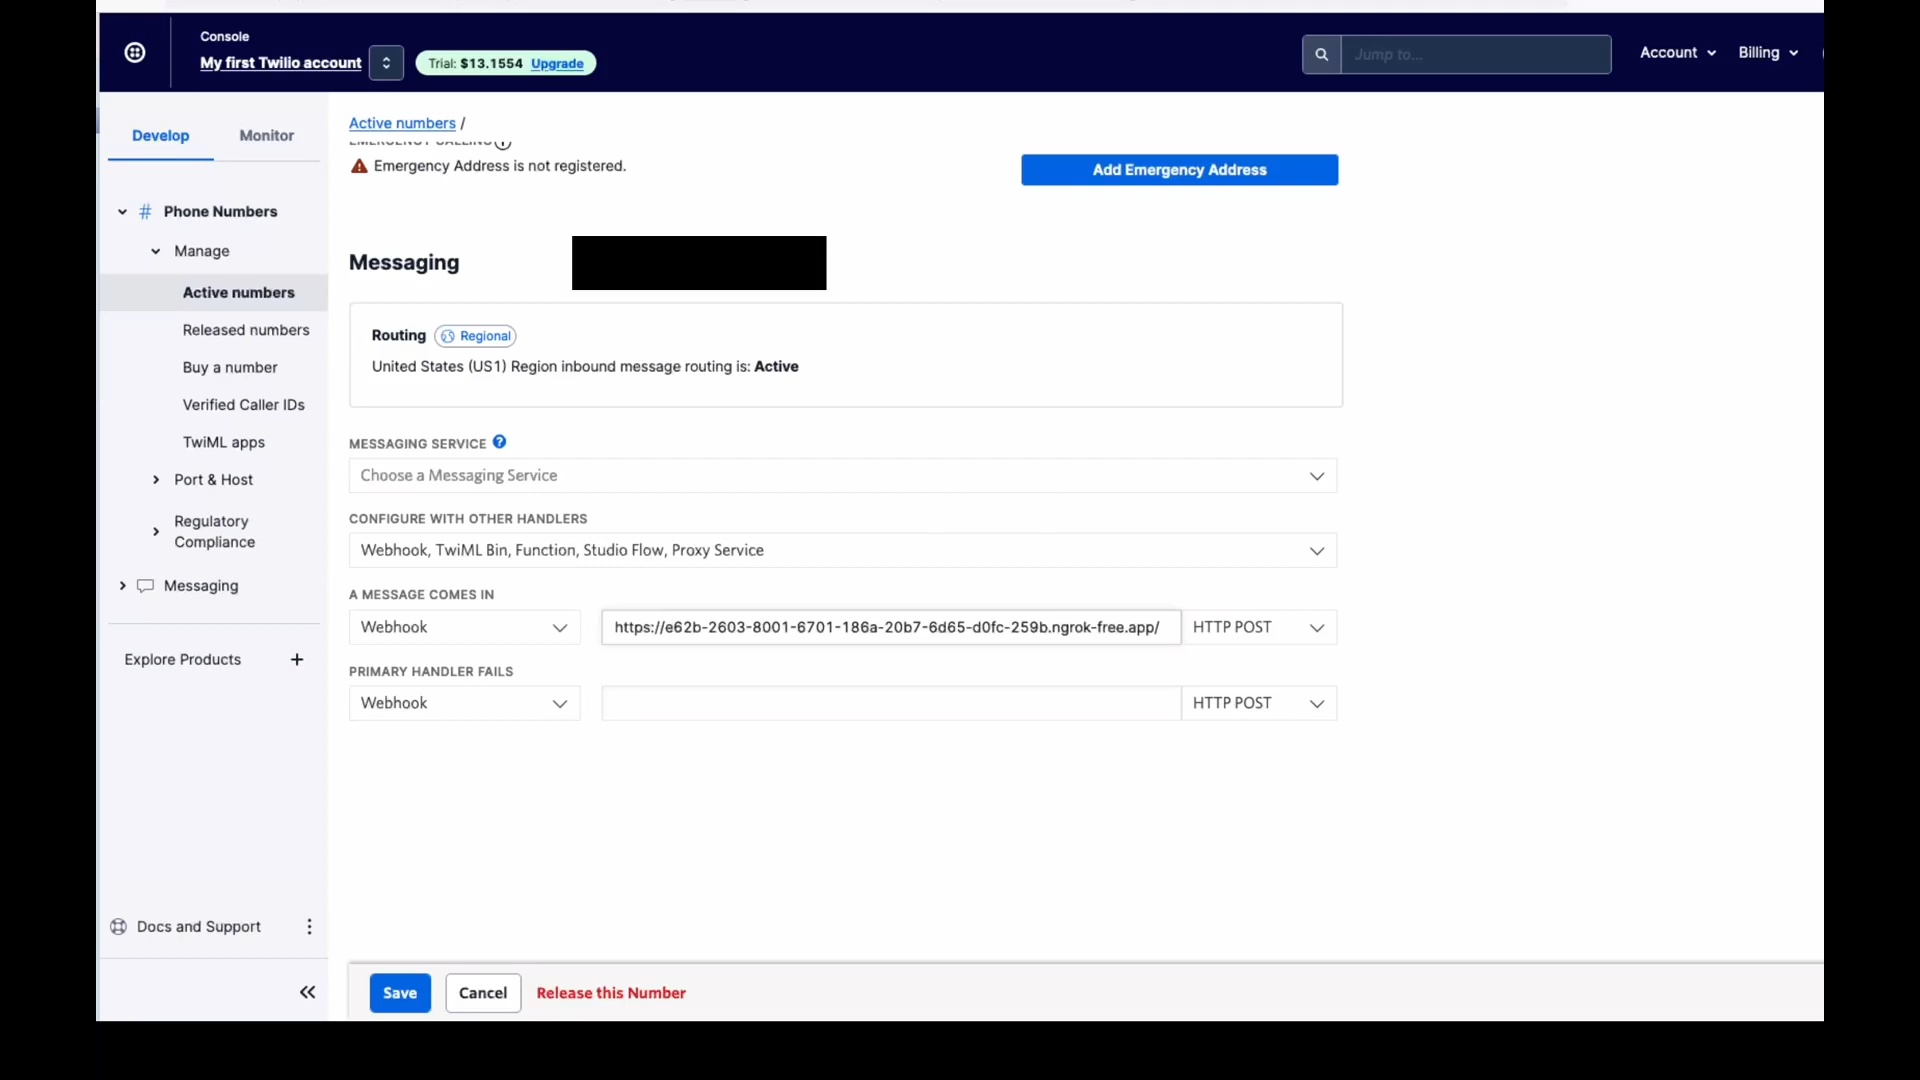 Console
My first Twilio account
Trial: $13.1554 Upgrade
Jump to...
Account
Billing
Develop
Monitor
Phone Numbers
Manage
Active numbers
Released numbers
Buy a number
Verified Caller IDs
TwiML apps
Port & Host
Regulatory
Compliance
Messaging
Explore Products
Docs and Support
Active numbers /
EMERGENCY CALLING
Emergency Address is not registered.
Add Emergency Address
Messaging
Routing Regional
United States (US1) Region inbound message routing is: Active
MESSAGING SERVICE
Choose a Messaging Service
CONFIGURE WITH OTHER HANDLERS
Webhook, TwiML Bin, Function, Studio Flow, Proxy Service
A MESSAGE COMES IN
Webhook
https://e62b-2603-8001-6701-186a-20b7-6d65-d0fc-259b.ngrok-free.app/
HTTP POST
PRIMARY HANDLER FAILS
Webhook
HTTP POST
Save
Cancel
Release this Number